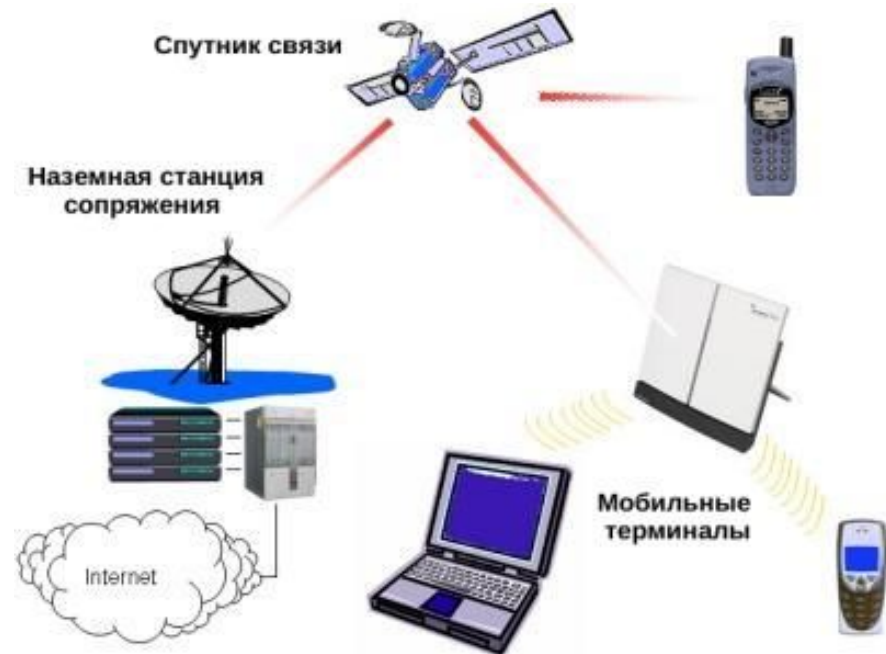 Спутник связи
Наземная станция
сопряжения
Мобильные
терминалы
Internet